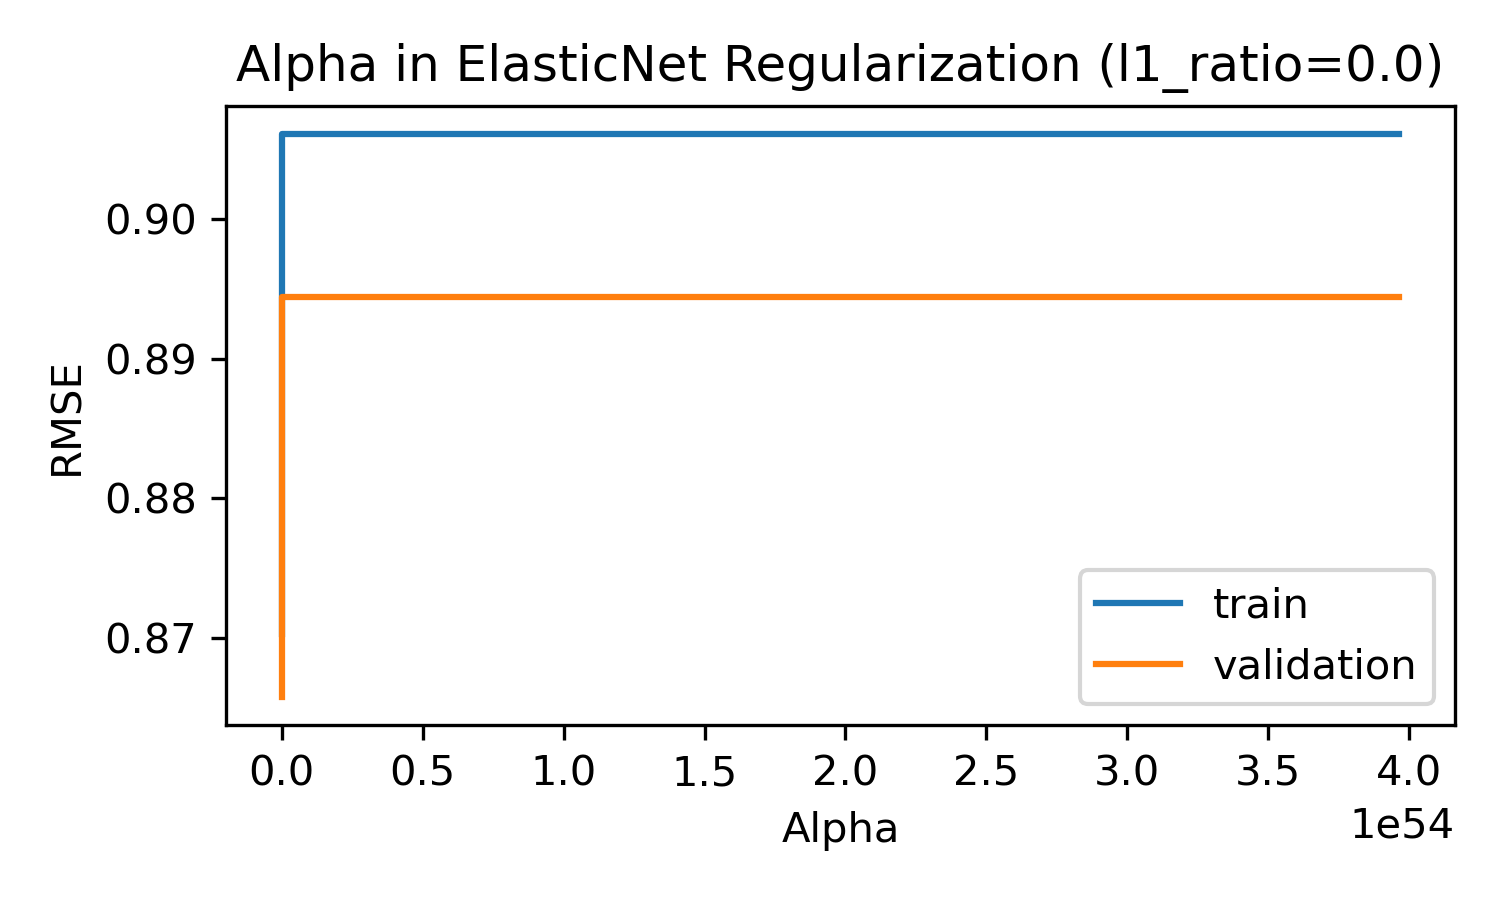 Alpha in ElasticNet Regularization (l1_ratio=0.0)
0.90
0.89
0.88
0.87
RMSE
train
validation
0.0 0.5 1.0 1.5 2.0 2.5 3.0 3.5 4.0
1e54
Alpha